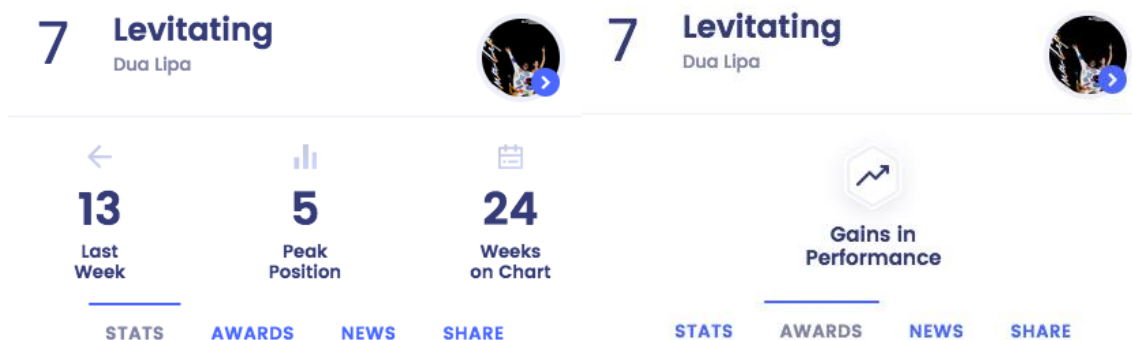 7
Levitating
Dua Lipa
13
Last
Week
5
Peak
Position
24
Weeks
on Chart
STATS AWARDS NEWS SHARE
7
Levitating
Dua Lipa
Gains in
Performance
STATS AWARDS NEWS SHARE